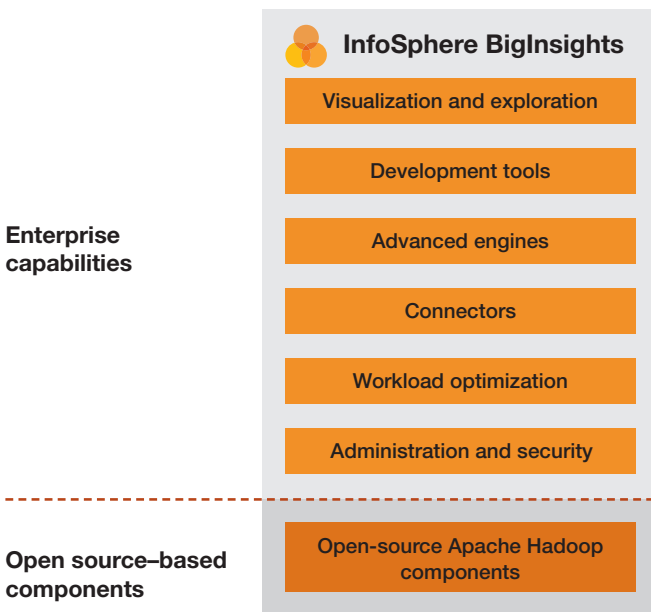 InfoSphere BigInsights
Visualization and exploration
Development tools
Enterprise
capabilities
Advanced engines
Connectors
Workload optimization
Administration and security
Open source–based
components
Open-source Apache Hadoop
components